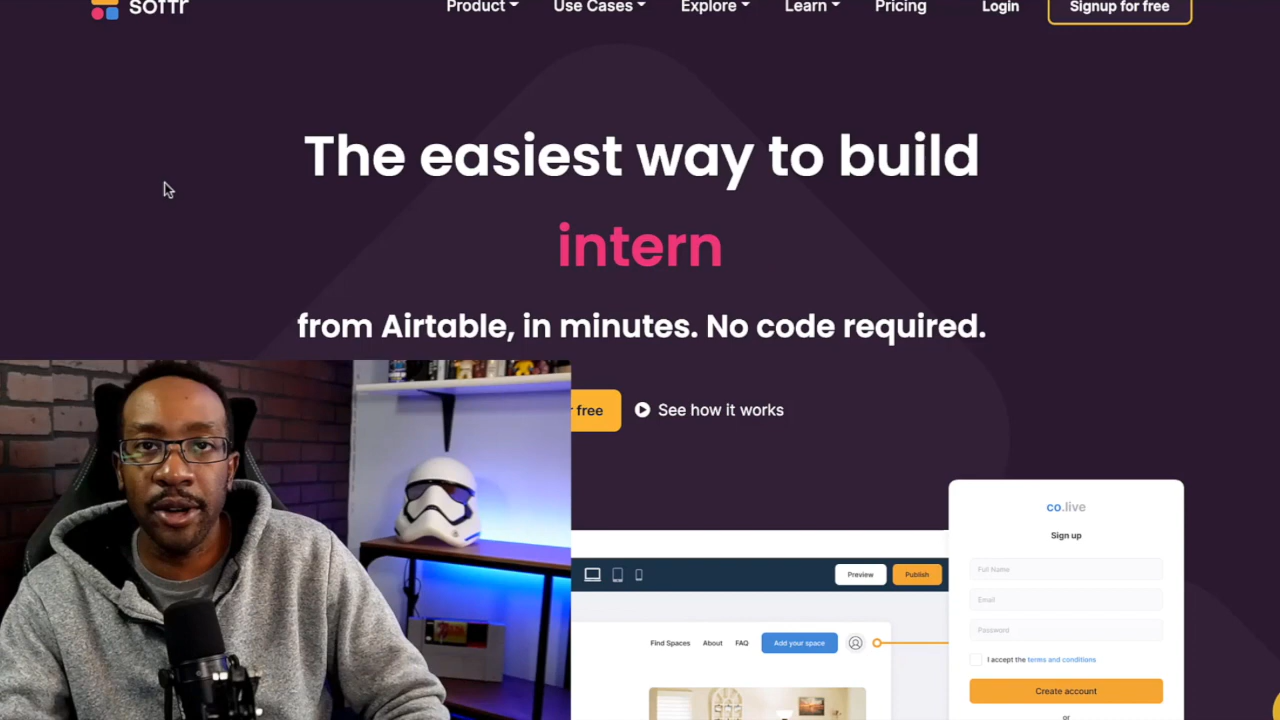 softr
Product
Use Cases
Explore
Learn
Pricing
Login
Signup for free
The easiest way to build
intern
from Airtable, in minutes. No code required.
free
See how it works
co.live
Sign up
Full Name
Email
Password
I accept the terms and conditions
Create account
or
Preview
Publish
Find Spaces
About
FAQ
Add your space